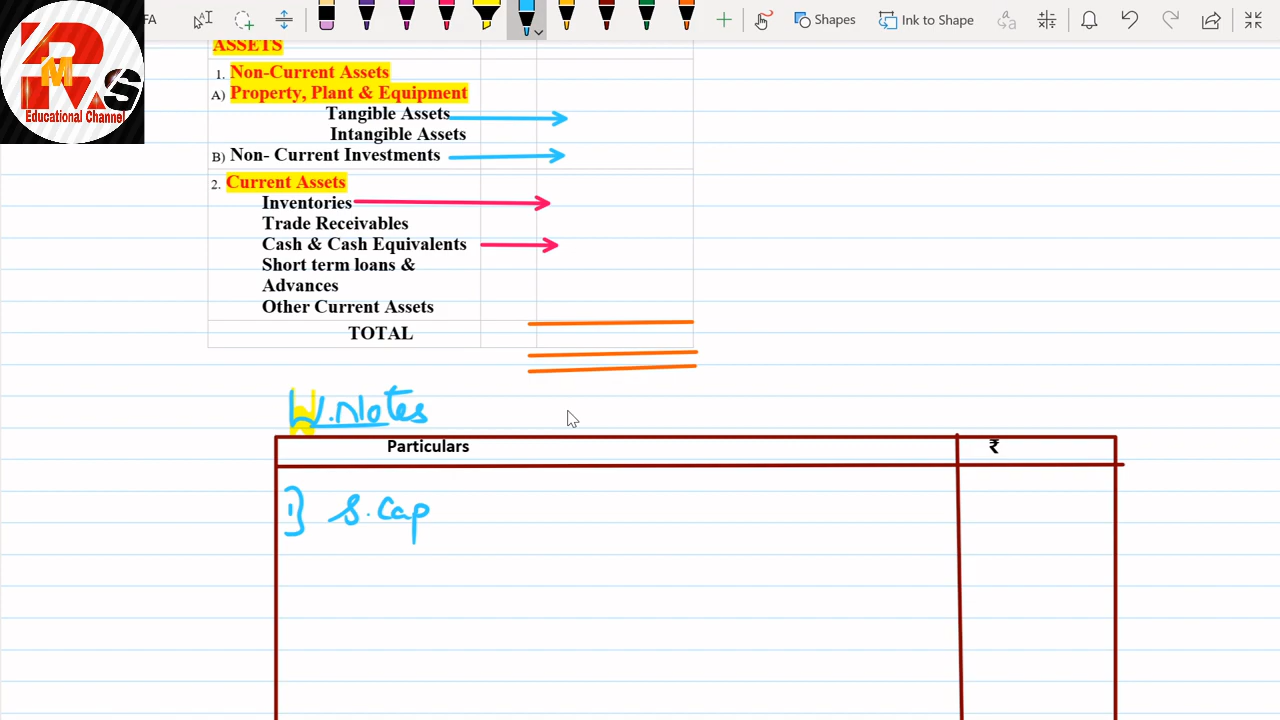 FA
Shapes
Ink to Shape
RMS
Educational Channel
ASSETS
1. Non-Current Assets
A) Property, Plant & Equipment
Tangible Assets
Intangible Assets
B) Non- Current Investments
2. Current Assets
Inventories
Trade Receivables
Cash & Cash Equivalents
Short term loans &
Advances
Other Current Assets
TOTAL
W.Notes
Particulars ₹
1] S.Cap